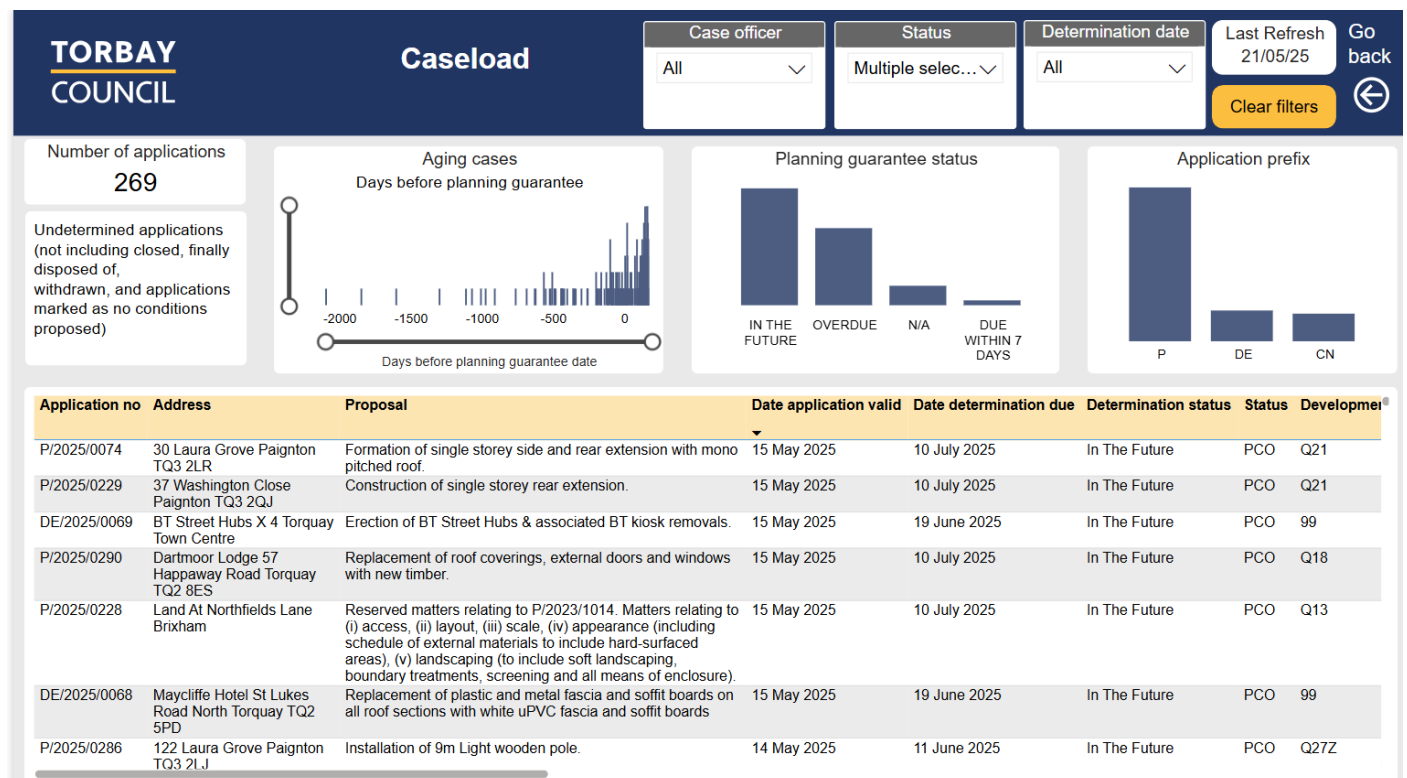 TORBAY
COUNCIL
Caseload
Case officer
All
Status
Multiple selec...
Determination date
All
Last Refresh
21/05/25
Clear filters
Go
back
Number of applications
269
Undetermined applications
(not including closed, finally
disposed of,
withdrawn, and applications
marked as no conditions
proposed)
Aging cases
Days before planning guarantee
-2000 -1500 -1000 -500 0
Days before planning guarantee date
Planning guarantee status
IN THE
FUTURE
OVERDUE
N/A
DUE
WITHIN 7
DAYS
Application prefix
P DE CN
Application no Address Proposal Date application valid Date determination due Determination status Status Developmer
P/2025/0074 30 Laura Grove Paignton Formation of single storey side and rear extension with mono 15 May 2025 10 July 2025 In The Future PCO Q21
TQ3 2LR pitched roof.
P/2025/0229 37 Washington Close Construction of single storey rear extension. 15 May 2025 10 July 2025 In The Future PCO Q21
Paignton TQ3 2QJ
DE/2025/0069 BT Street Hubs X 4 Torquay Erection of BT Street Hubs & associated BT kiosk removals. 15 May 2025 19 June 2025 In The Future PCO 99
Town Centre
P/2025/0290 Dartmoor Lodge 57 Replacement of roof coverings, external doors and windows 15 May 2025 10 July 2025 In The Future PCO Q18
Happaway Road Torquay with new timber.
TQ2 8ES
P/2025/0228 Land At Northfields Lane Reserved matters relating to P/2023/1014. Matters relating to 15 May 2025 10 July 2025 In The Future PCO Q13
Brixham (i) access, (ii) layout, (iii) scale, (iv) appearance (including
schedule of external materials to include hard-surfaced
areas), (v) landscaping (to include soft landscaping,
boundary treatments, screening and all means of enclosure).
DE/2025/0068 Maycliffe Hotel St Lukes Replacement of plastic and metal fascia and soffit boards on 15 May 2025 19 June 2025 In The Future PCO 99
Road North Torquay TQ2 all roof sections with white uPVC fascia and soffit boards
5PD
P/2025/0286 122 Laura Grove Paignton Installation of 9m Light wooden pole. 14 May 2025 11 June 2025 In The Future PCO Q27Z
TQ3 2LJ